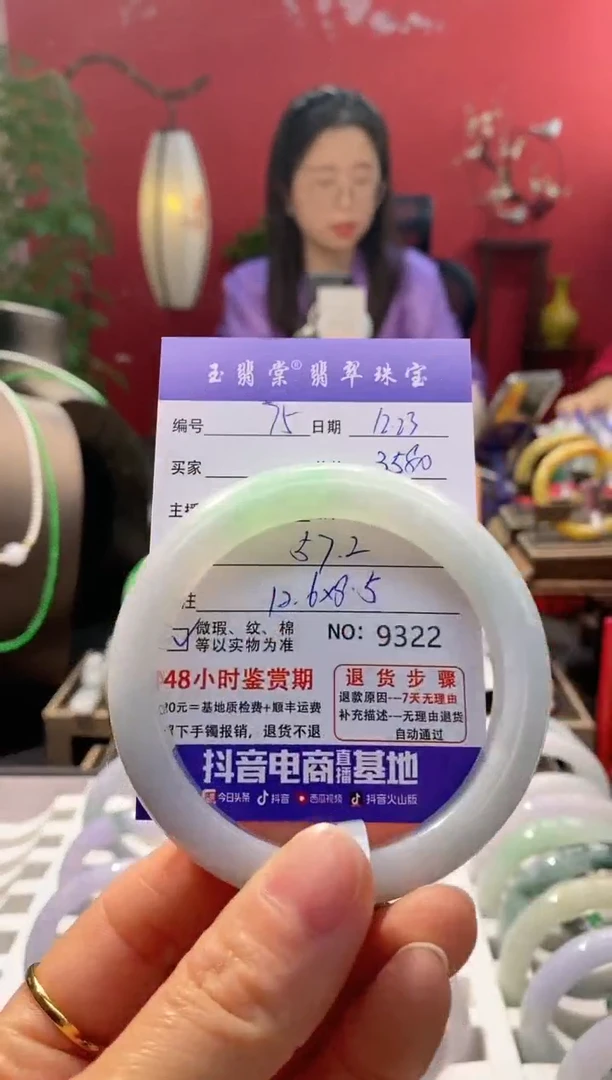 玉翡棠®翡翠珠宝
编号 75 日期 12.23
买家 3580
主播
57.2
注 12.6x8.5
微瑕、纹、棉
等以实物为准
NO: 9322
48小时鉴赏期
0元=基地质检费+顺丰运费
下手镯报销，退货不退
退货步骤
退款原因---7天无理由
补充描述---无理由退货
自动通过
抖音电商直播基地
今日头条 抖音 西瓜视频 抖音火山版